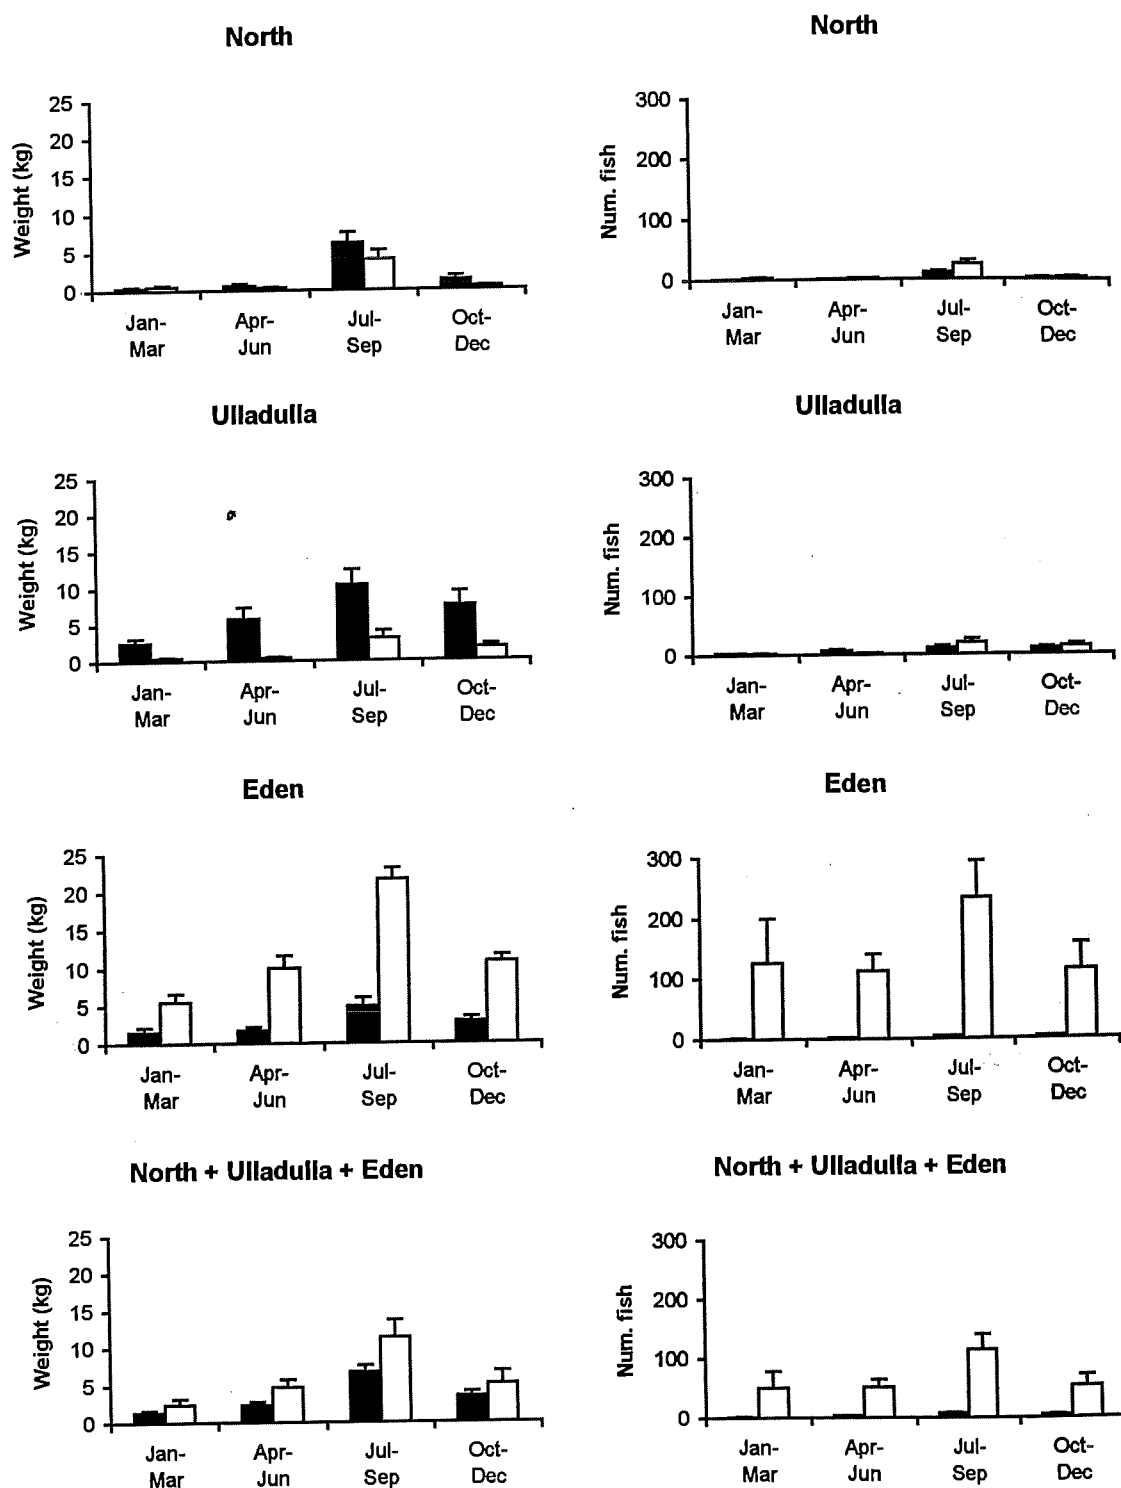 North
Weight (kg)
25
20
15
10
5
0
Jan-
Mar
Apr-
Jun
Jul-
Sep
Oct-
Dec
North
Num. fish
300
200
100
0
Jan-
Mar
Apr-
Jun
Jul-
Sep
Oct-
Dec
Ulladulla
Weight (kg)
25
20
15
10
5
0
Jan-
Mar
Apr-
Jun
Jul-
Sep
Oct-
Dec
Ulladulla
Num. fish
300
200
100
0
Jan-
Mar
Apr-
Jun
Jul-
Sep
Oct-
Dec
Eden
Weight (kg)
25
20
15
10
5
0
Jan-
Mar
Apr-
Jun
Jul-
Sep
Oct-
Dec
Eden
Num. fish
300
200
100
0
Jan-
Mar
Apr-
Jun
Jul-
Sep
Oct-
Dec
North + Ulladulla + Eden
Weight (kg)
25
20
15
10
5
0
Jan-
Mar
Apr-
Jun
Jul-
Sep
Oct-
Dec
North + Ulladulla + Eden
Num. fish
300
200
100
0
Jan-
Mar
Apr-
Jun
Jul-
Sep
Oct-
Dec